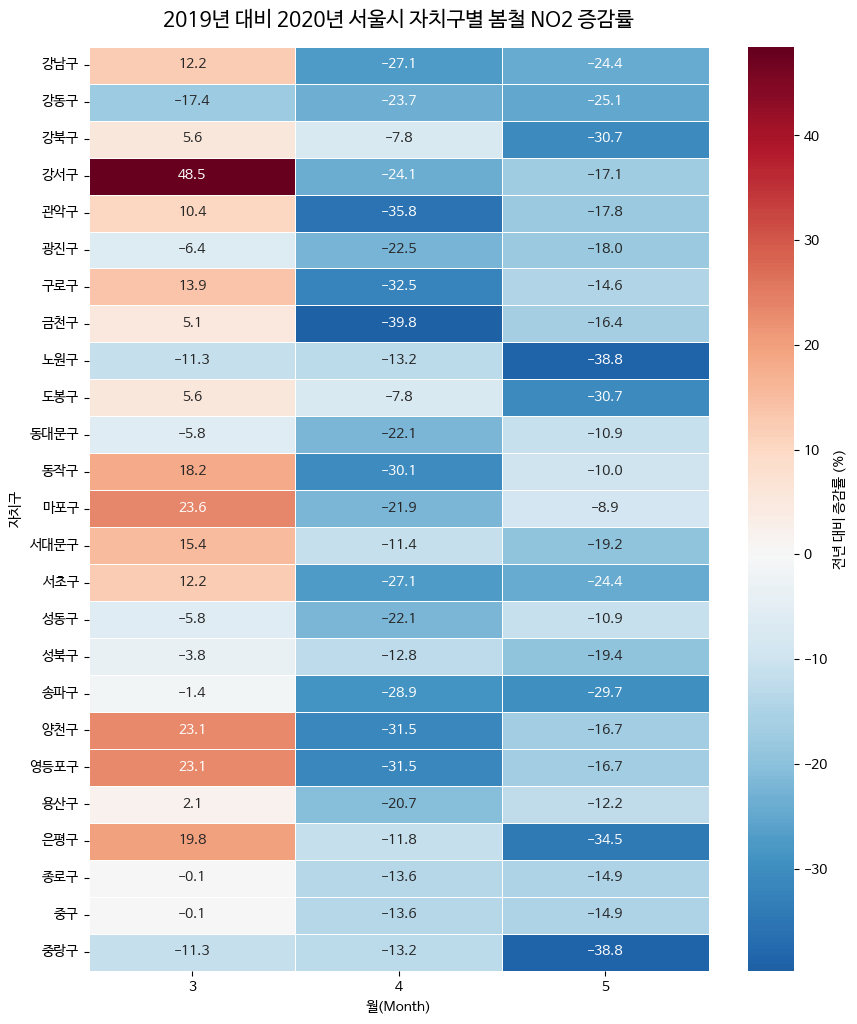 2019년 대비 2020년 서울시 자치구별 봄철 NO2 증감률
강남구 12.2 −27.1 −24.4
강동구 −17.4 −23.7 −25.1
강북구 5.6 −7.8 −30.7
강서구 48.5 −24.1 −17.1
관악구 10.4 −35.8 −17.8
광진구 −6.4 −22.5 −18.0
구로구 13.9 −32.5 −14.6
금천구 5.1 −39.8 −16.4
노원구 −11.3 −13.2 −38.8
도봉구 5.6 −7.8 −30.7
동대문구 −5.8 −22.1 −10.9
동작구 18.2 −30.1 −10.0
마포구 23.6 −21.9 −8.9
서대문구 15.4 −11.4 −19.2
서초구 12.2 −27.1 −24.4
성동구 −5.8 −22.1 −10.9
성북구 −3.8 −12.8 −19.4
송파구 −1.4 −28.9 −29.7
양천구 23.1 −31.5 −16.7
영등포구 23.1 −31.5 −16.7
용산구 2.1 −20.7 −12.2
은평구 19.8 −11.8 −34.5
종로구 −0.1 −13.6 −14.9
중구 −0.1 −13.6 −14.9
중랑구 −11.3 −13.2 −38.8
3 4 5
월(Month)
자치구
40
30
20
10
0
−10
−20
−30
전년 대비 증감률 (%)